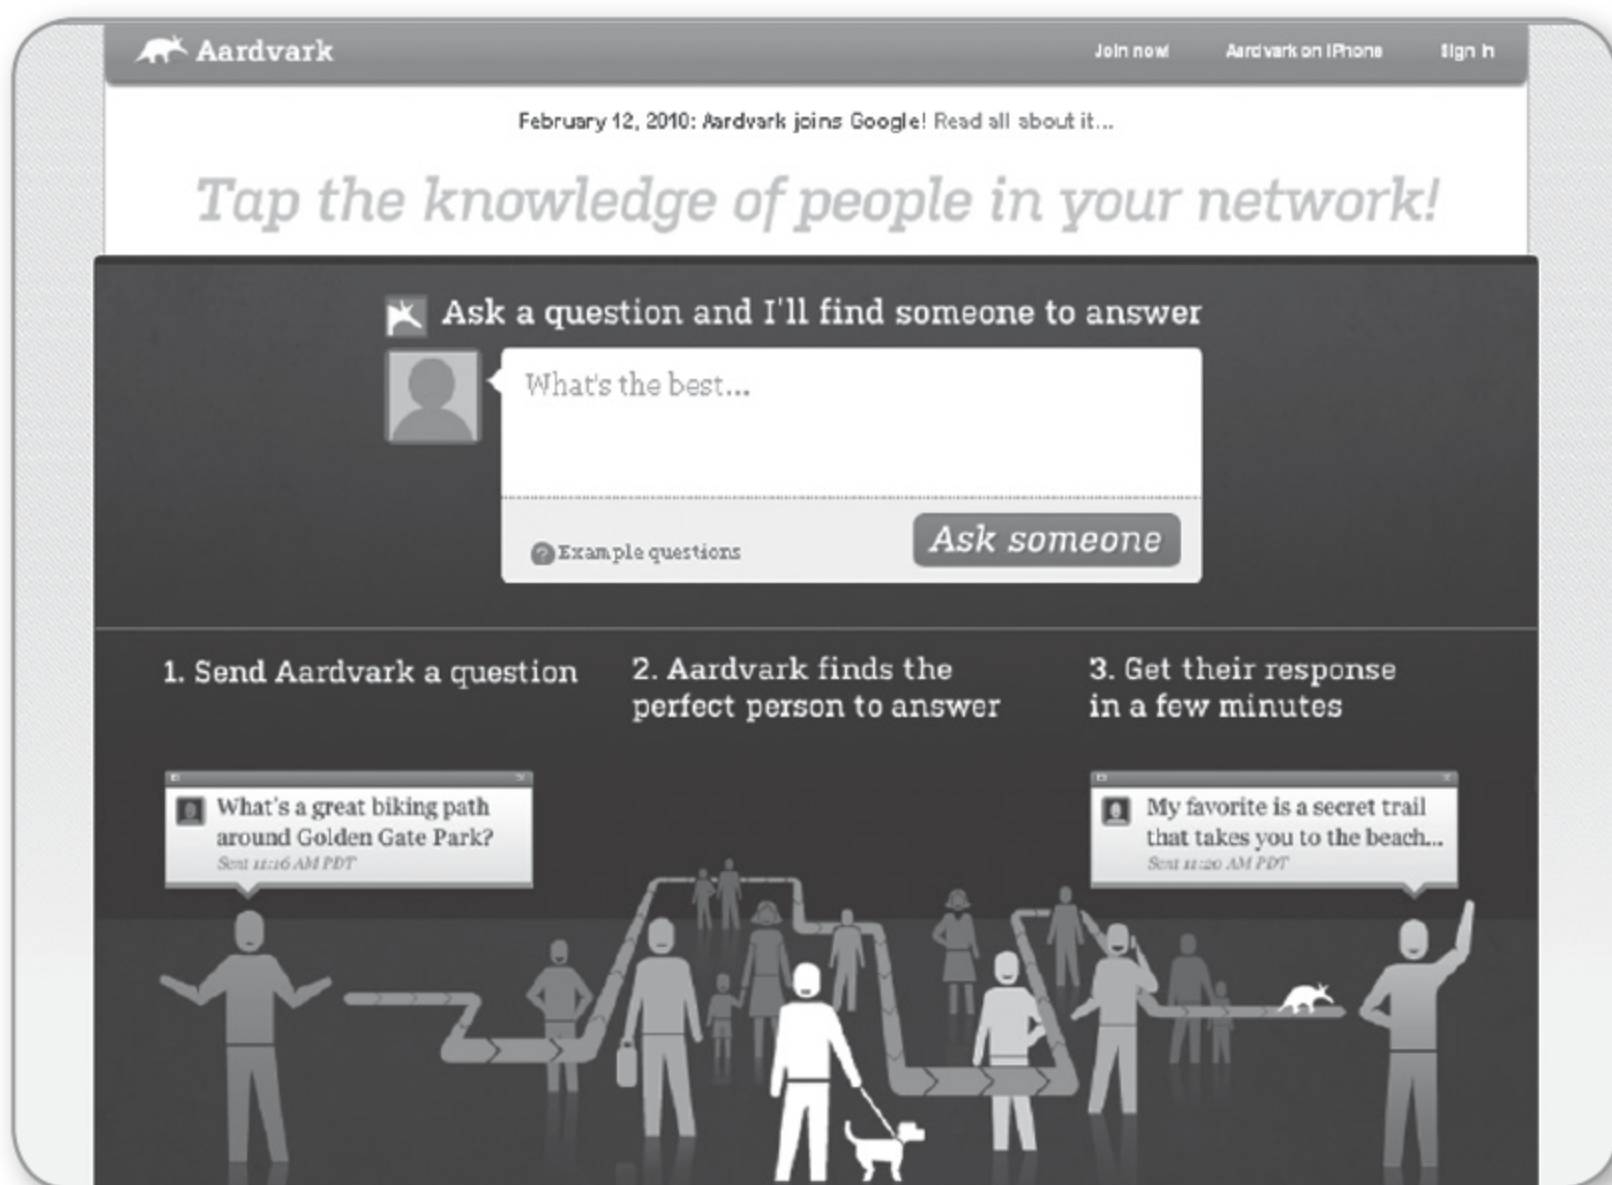 Aardvark
Join now!
Aardvark on iPhone
Sign in
February 12, 2010: Aardvark joins Google! Read all about it...
Tap the knowledge of people in your network!
Ask a question and I'll find someone to answer
What's the best...
? Example questions
Ask someone
1. Send Aardvark a question
2. Aardvark finds the
perfect person to answer
3. Get their response
in a few minutes
What's a great biking path
around Golden Gate Park?
Sent 11:16 AM PDT
My favorite is a secret trail
that takes you to the beach...
Sent 11:20 AM PDT